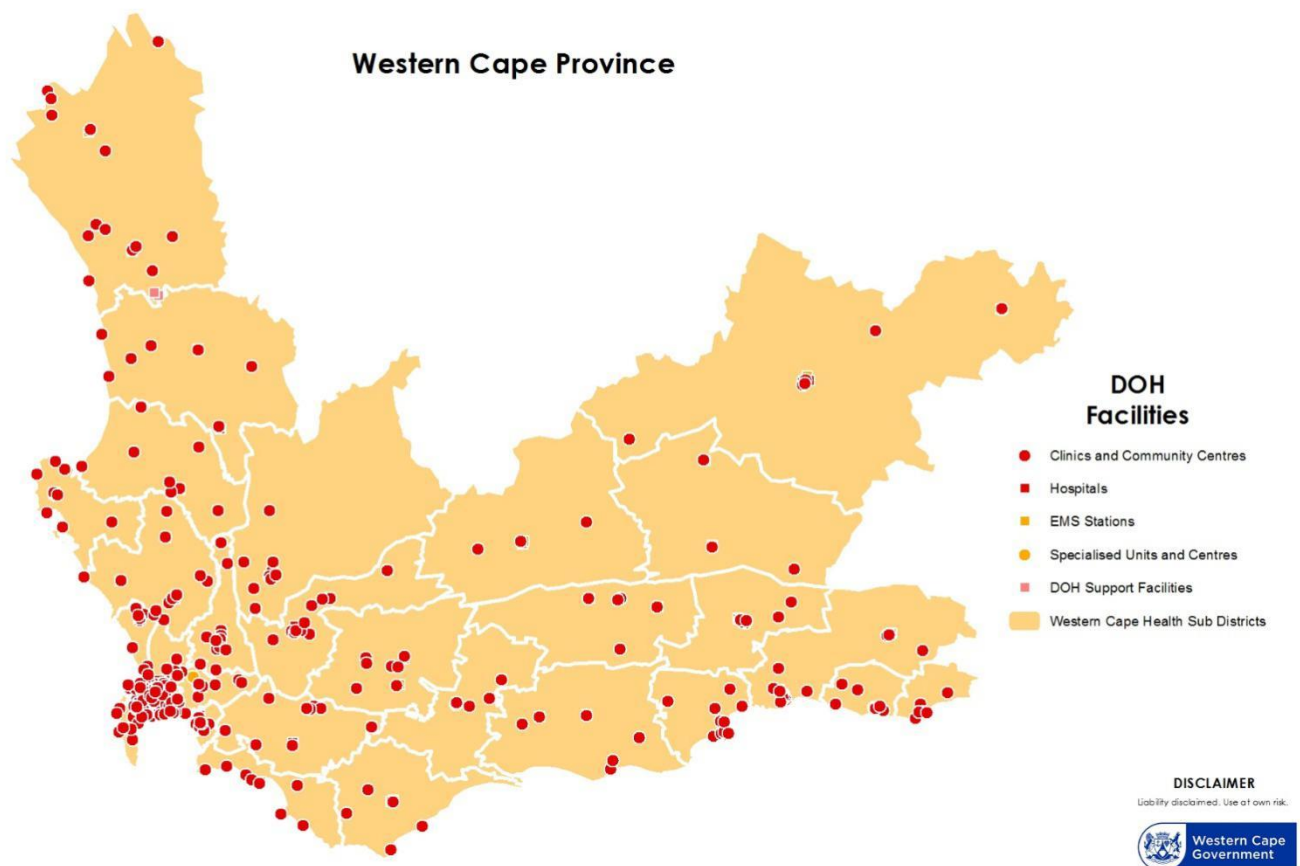 Western Cape Province
DOH
Facilities
Clinics and Community Centres
Hospitals
EMS Stations
Specialised Units and Centres
DOH Support Facilities
Western Cape Health Sub Districts
DISCLAIMER
Liability disclaimed. Use at own risk.
Western Cape
Government